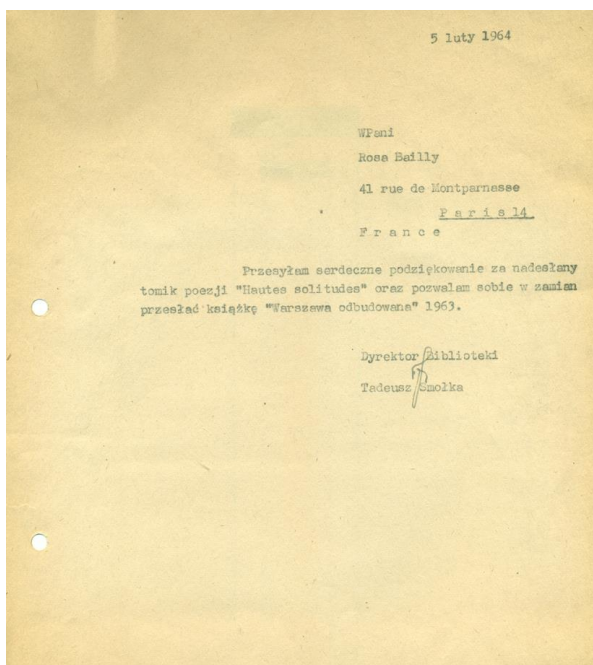 5 luty 1964
WPani
Rosa Bailly
41 rue de Montparnasse
P a r i s 14
F r a n c e
Przesyłam serdeczne podziękowanie za nadesłany
tomik poezji "Hautes solitudes" oraz pozwalam sobie w zamian
przesłać książkę "Warszawa odbudowana" 1963.
Dyrektor Biblioteki
Tadeusz Smołka